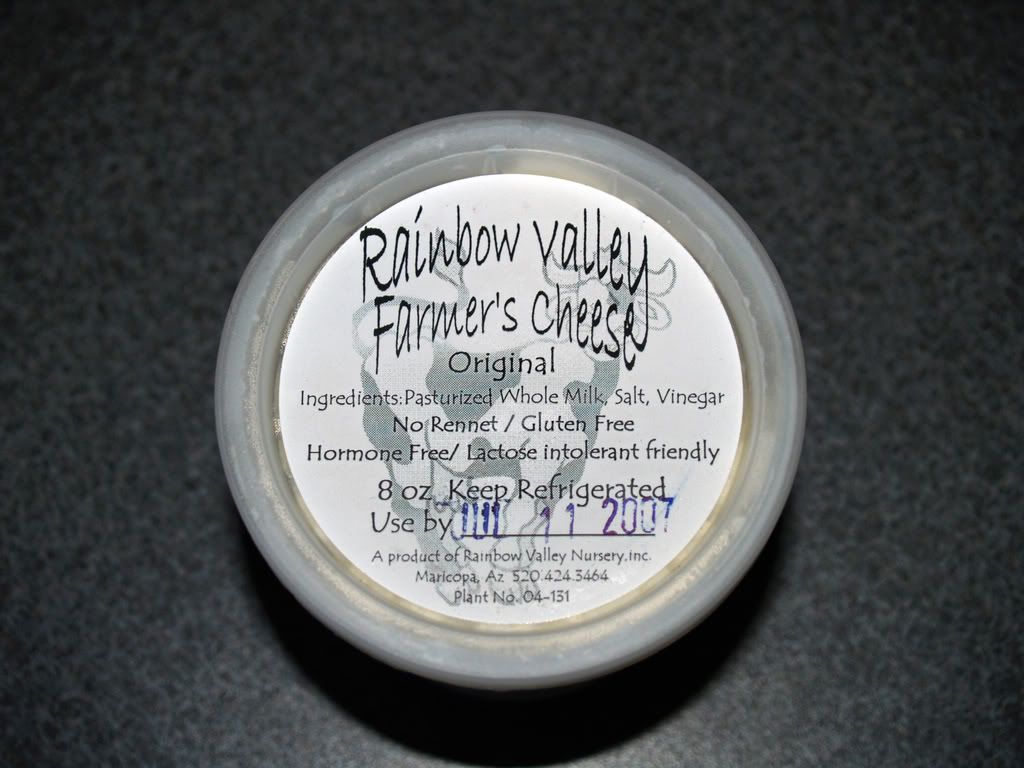 Rainbow Valley
Farmer's Cheese
Original
Ingredients:Pasturized Whole Milk, Salt, Vinegar
No Rennet / Gluten Free
Hormone Free/ Lactose intolerant friendly
8 oz. Keep Refrigerated
Use by JUL 11 2007
A product of Rainbow Valley Nursery,inc.
Maricopa, Az 520.424.3464
Plant No. 04-131